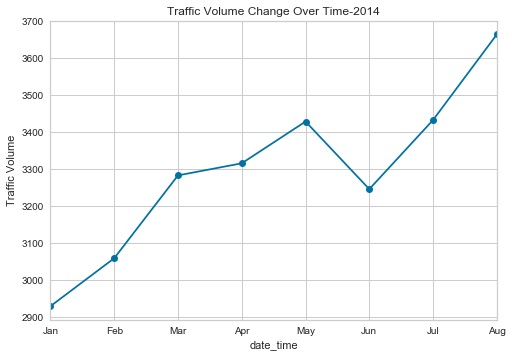 Traffic Volume Change Over Time-2014
3700
3600
3500
3400
3300
3200
3100
3000
2900
Traffic Volume
Jan Feb Mar Apr May Jun Jul Aug
date_time